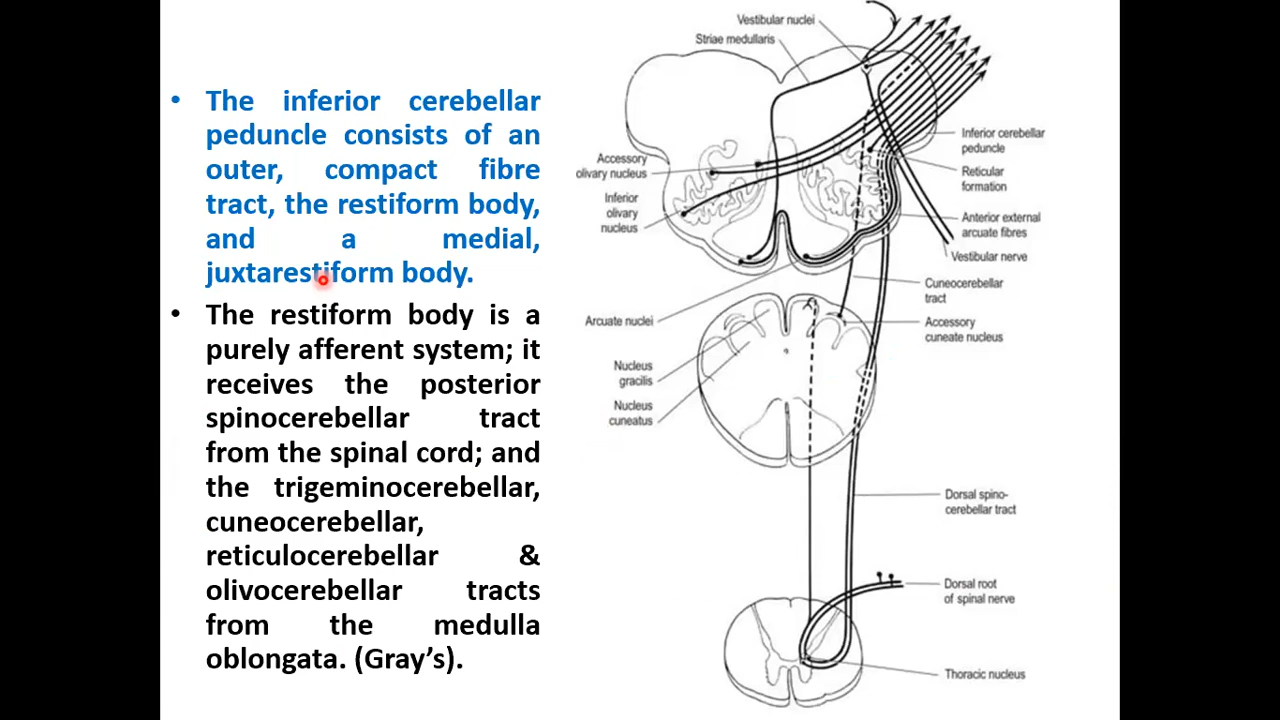 • The inferior cerebellar
peduncle consists of an
outer, compact fibre
tract, the restiform body,
and a medial,
juxtarestiform body.
• The restiform body is a
purely afferent system; it
receives the posterior
spinocerebellar tract
from the spinal cord; and
the trigeminocerebellar,
cuneocerebellar,
reticulocerebellar &
olivocerebellar tracts
from the medulla
oblongata. (Gray’s).
Vestibular nuclei
Striae medullaris
Accessory
olivary nucleus
Inferior
olivary
nucleus
Arcuate nuclei
Nucleus
gracilis
Nucleus
cuneatus
Inferior cerebellar
peduncle
Reticular
formation
Anterior external
arcuate fibres
Vestibular nerve
Cuneocerebellar
tract
Accessory
cuneate nucleus
Dorsal spino-
cerebellar tract
Dorsal root
of spinal nerve
Thoracic nucleus